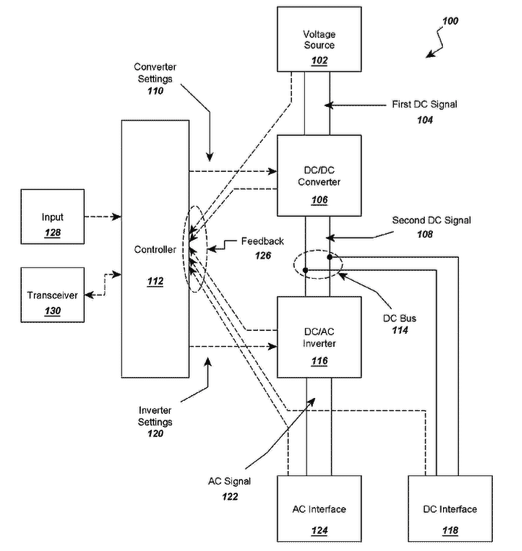 Voltage
Source
102
100
Converter
Settings
110
First DC Signal
104
DC/DC
Converter
106
Input
128
Second DC Signal
108
Controller
112
Feedback
126
Transceiver
130
DC Bus
114
DC/AC
Inverter
116
Inverter
Settings
120
AC Signal
122
AC Interface
124
DC Interface
118